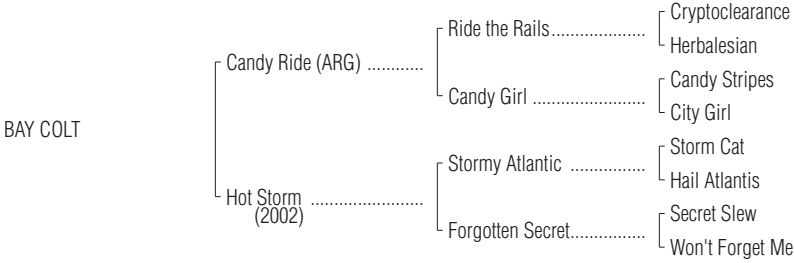 Cryptoclearance
Ride the Rails.....................
Herbalesian
Candy Ride (ARG) ............
Candy Stripes
Candy Girl .........................
City Girl
BAY COLT
Storm Cat
Stormy Atlantic ................
Hail Atlantis
Hot Storm ........................
(2002)
Secret Slew
Forgotten Secret................
Won't Forget Me